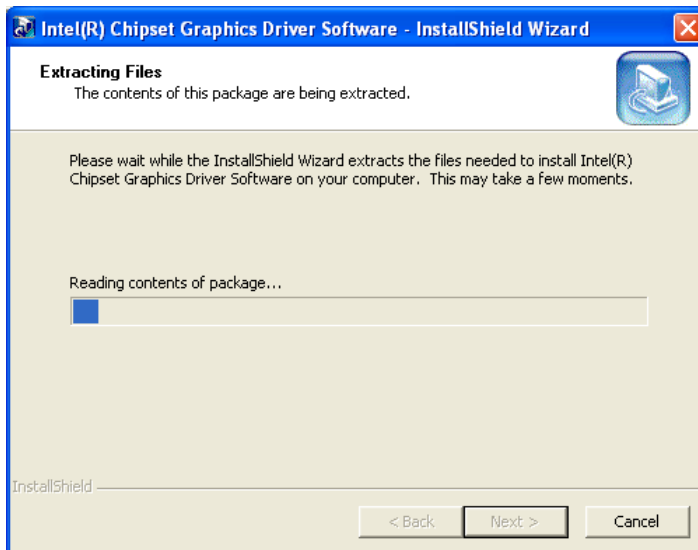 Intel(R) Chipset Graphics Driver Software - InstallShield Wizard
Extracting Files
The contents of this package are being extracted.
Please wait while the InstallShield Wizard extracts the files needed to install Intel(R)
Chipset Graphics Driver Software on your computer.  This may take a few moments.
Reading contents of package...
InstallShield
< Back
Next >
Cancel